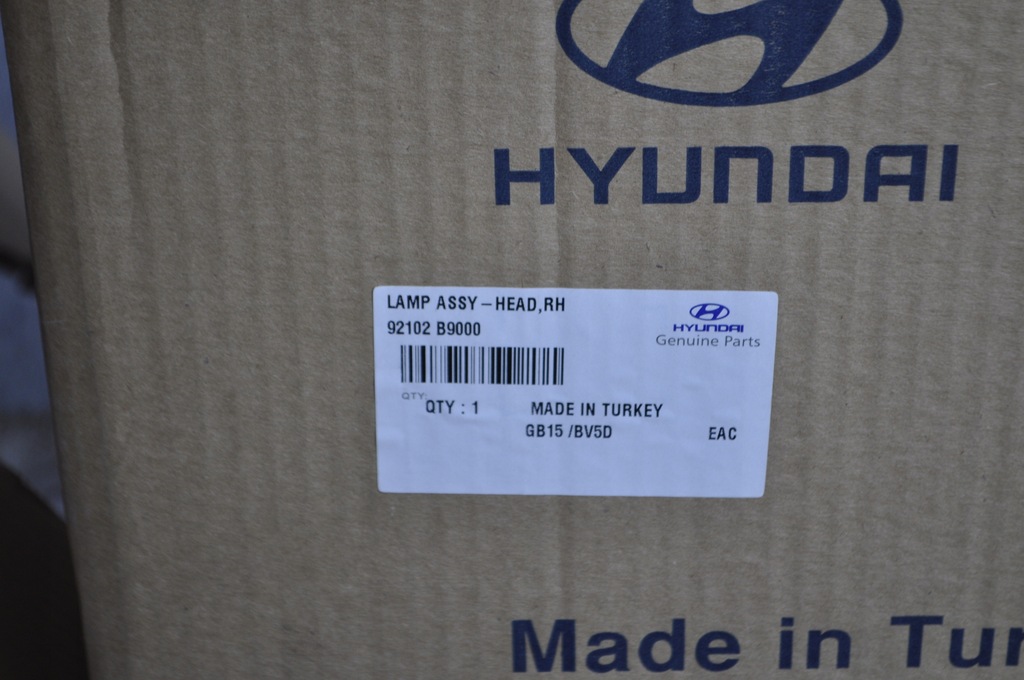 HYUNDAI
LAMP ASSY-HEAD,RH
92102 B9000
HYUNDAI
Genuine Parts
QTY:
QTY : 1
MADE IN TURKEY
GB15 /BV5D
EAC
Made in Tur